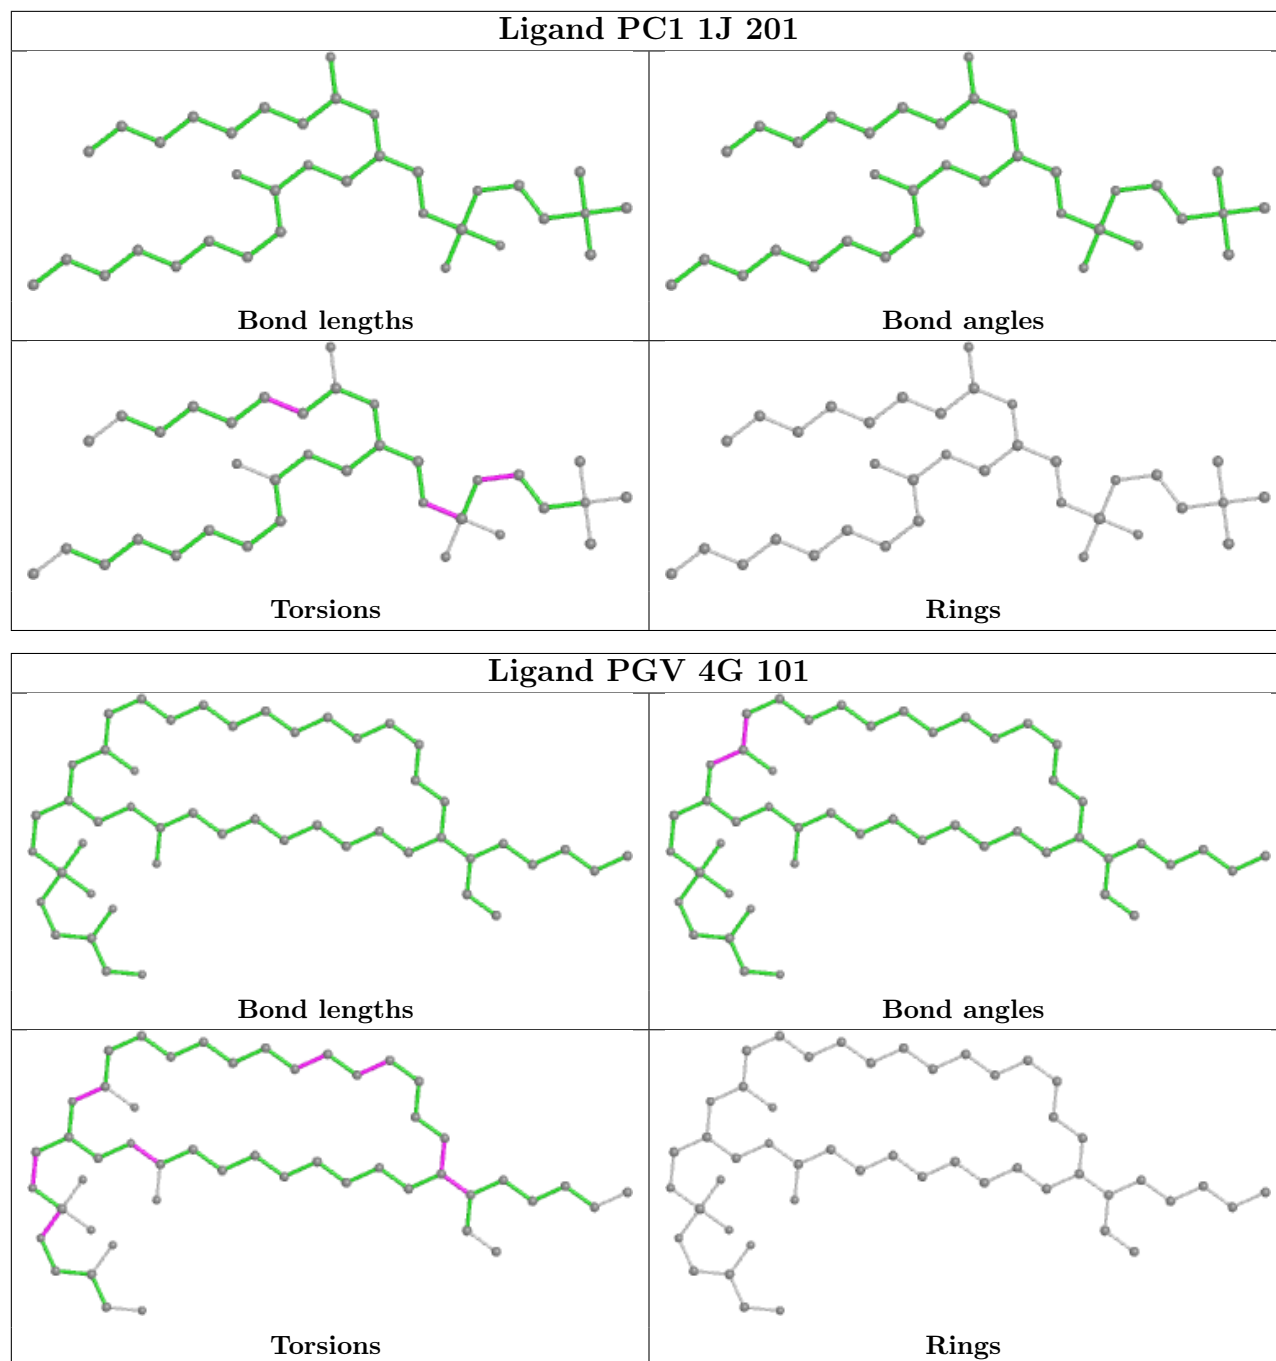 Ligand PC1 1J 201
Bond lengths
Bond angles
Torsions
Rings
Ligand PGV 4G 101
Bond lengths
Bond angles
Torsions
Rings